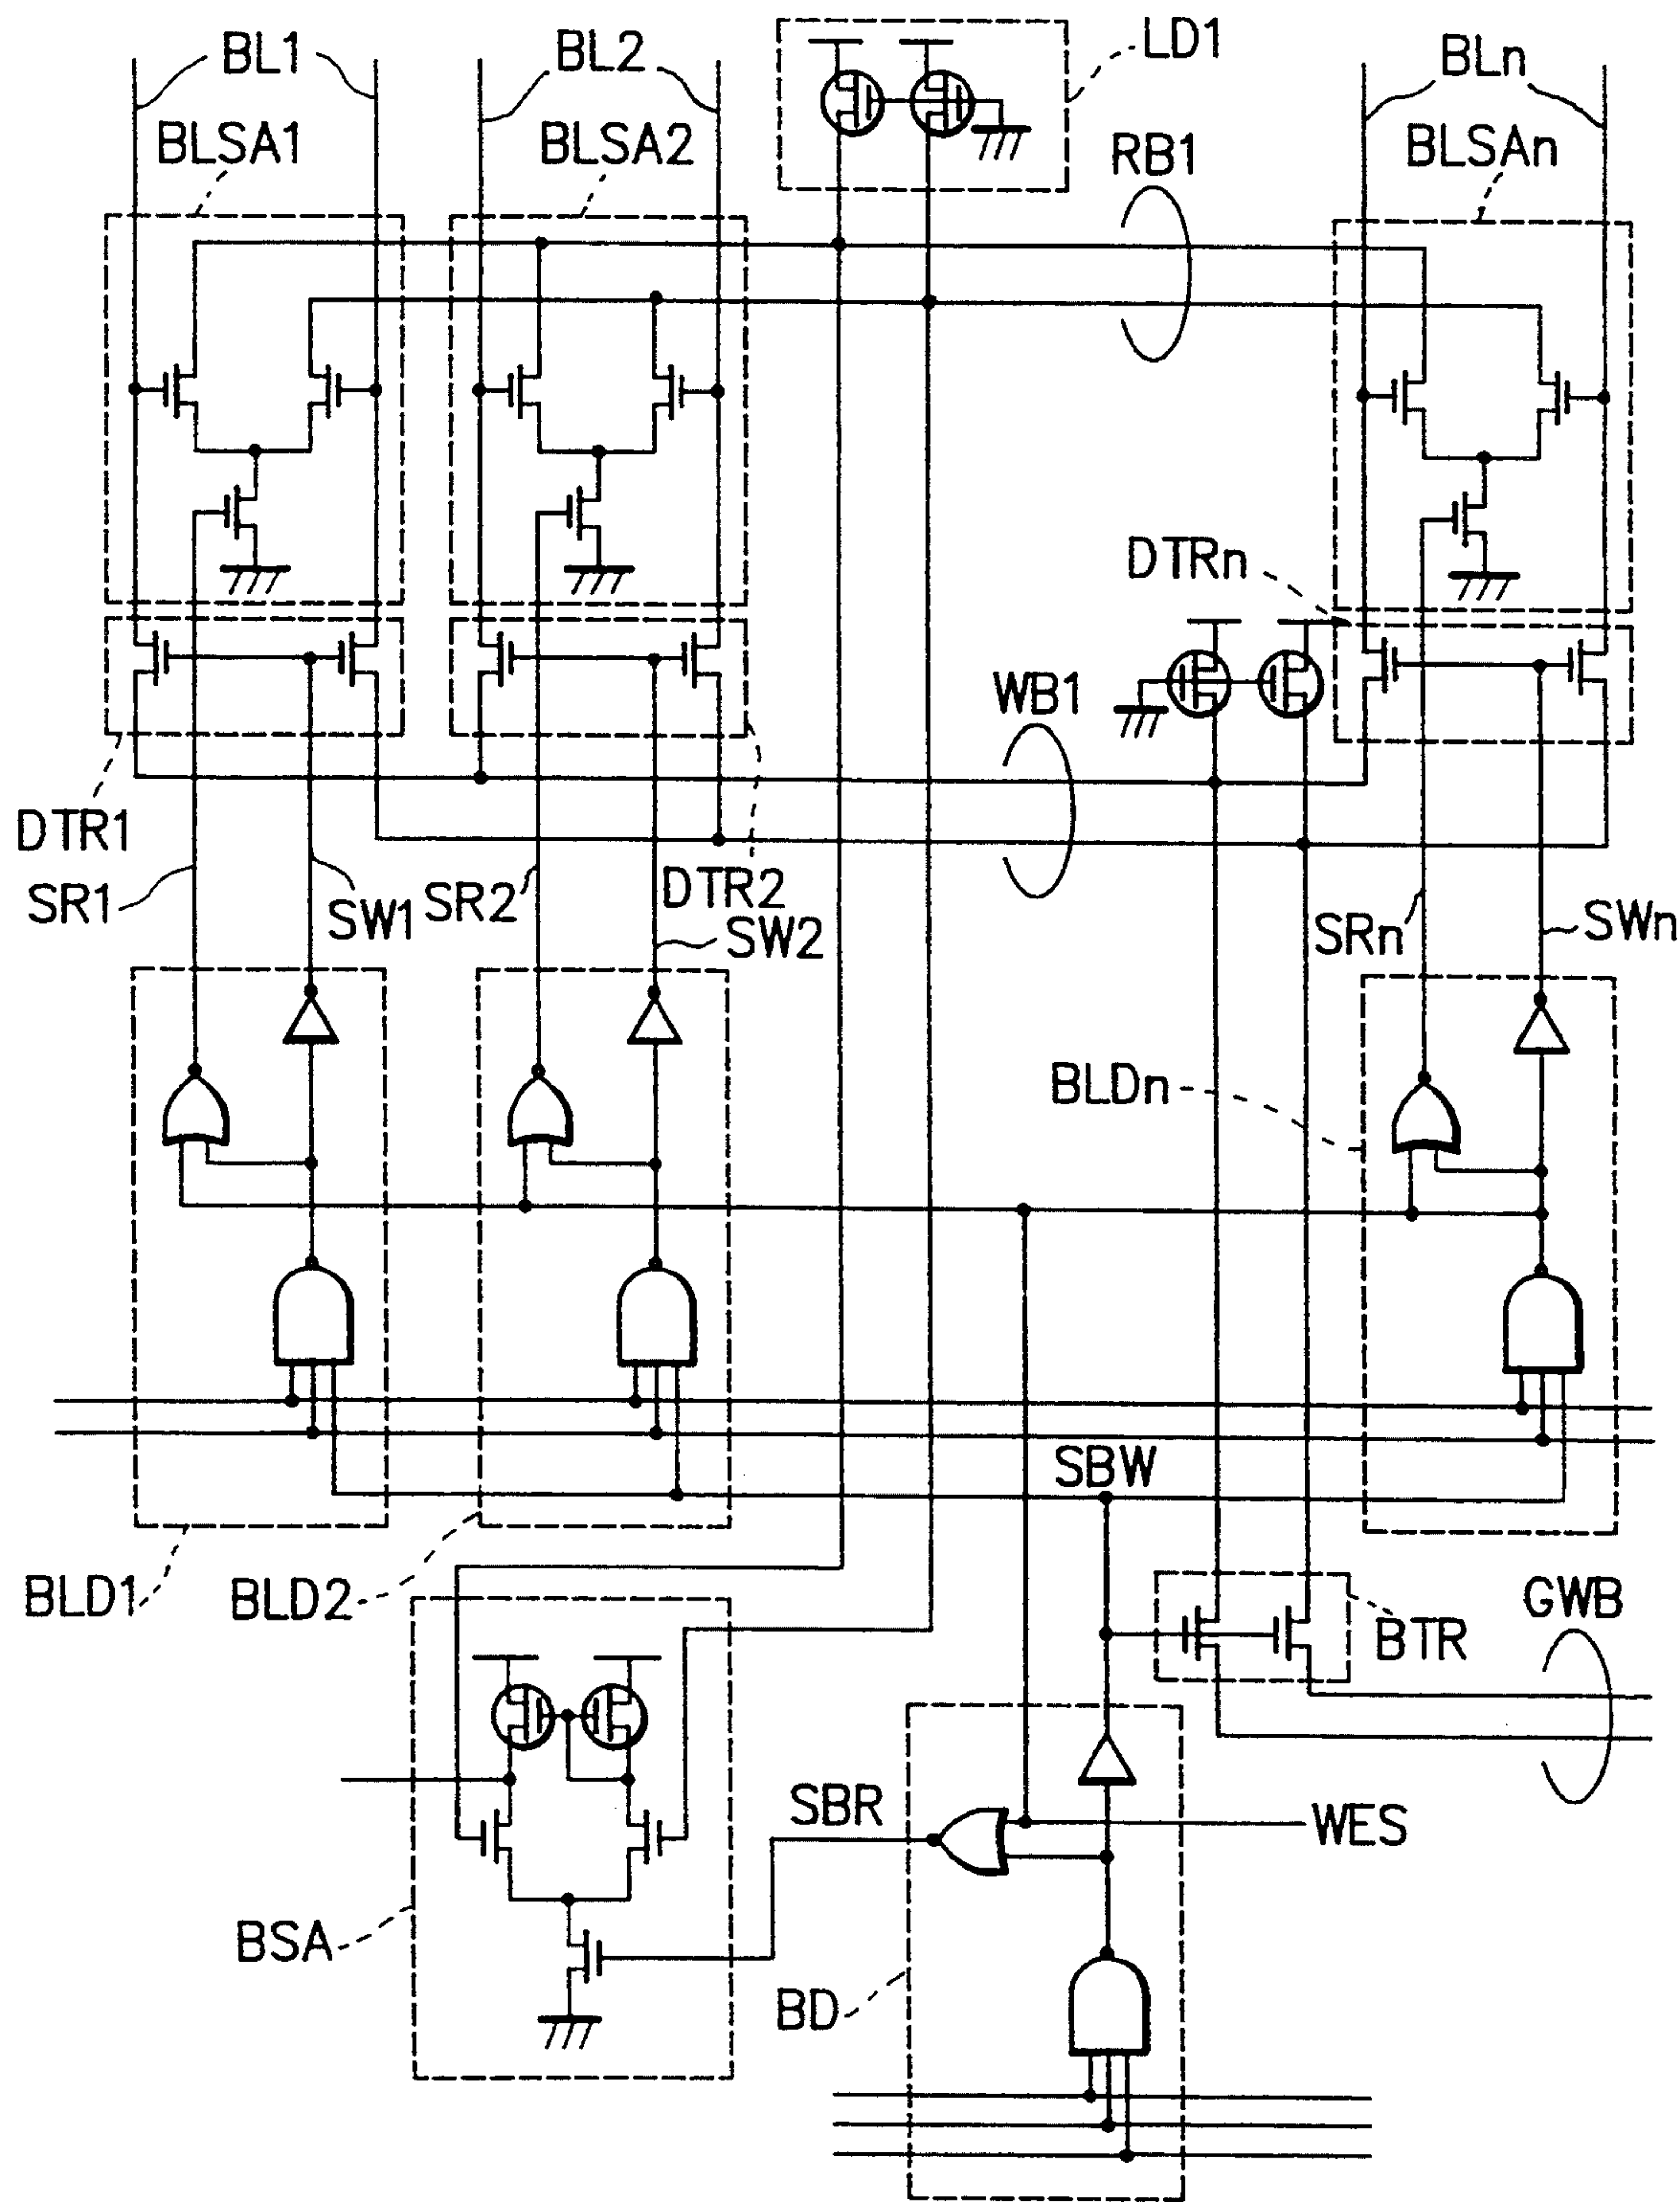 BL1
BL2
LD1
BLn
BLSA1
BLSA2
RB1
BLSAn
DTRn
WB1
DTR1
SR1
SW1
SR2
DTR2
SW2
SRn
SWn
BLDn
SBW
BLD1
BLD2
GWB
BTR
SBR
WES
BSA
BD